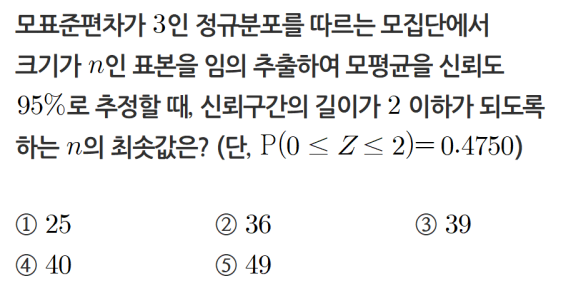 모표준편차가 3인 정규분포를 따르는 모집단에서
크기가 n인 표본을 임의 추출하여 모평균을 신뢰도
95%로 추정할 때, 신뢰구간의 길이가 2 이하가 되도록
하는 n의 최솟값은? (단, P(0 ≤ Z ≤ 2)=0.4750)
① 25 ② 36 ③ 39
④ 40 ⑤ 49